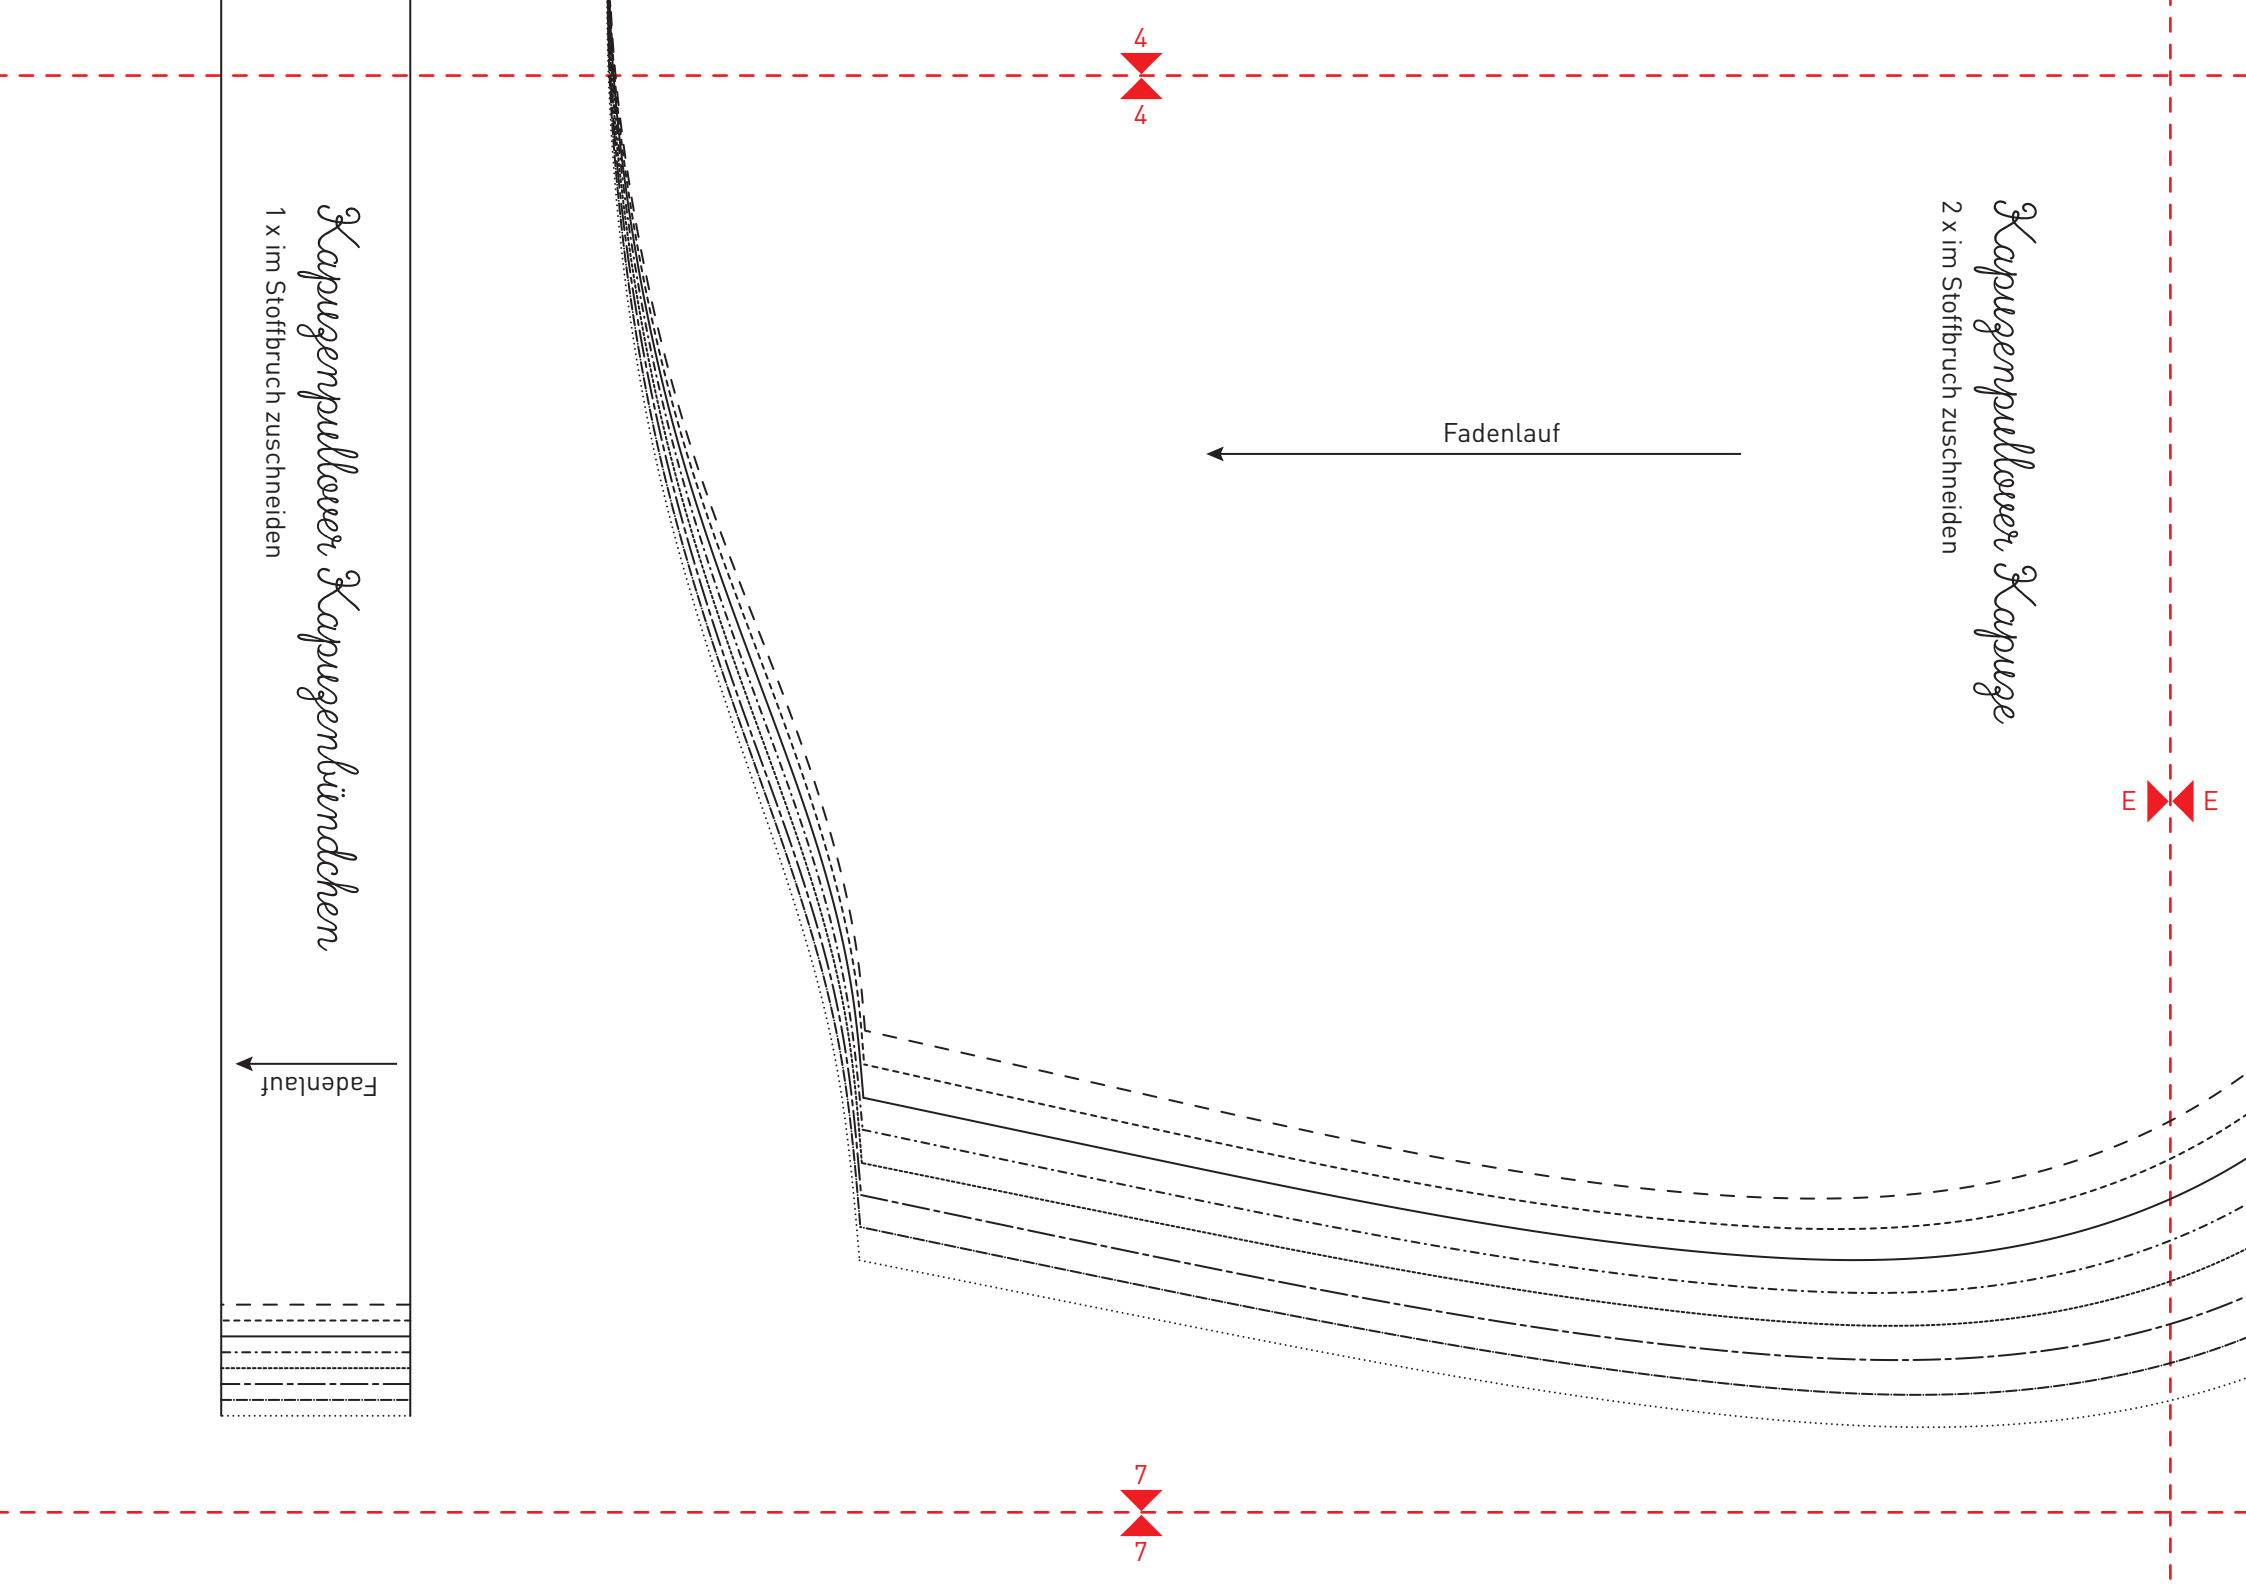 4
4
Kapuzenpullover Kapuzenbündchen
1 x im Stoffbruch zuschneiden
Fadenlauf
Fadenlauf
Kapuzenpullover Kapuze
2 x im Stoffbruch zuschneiden
E E
7
7